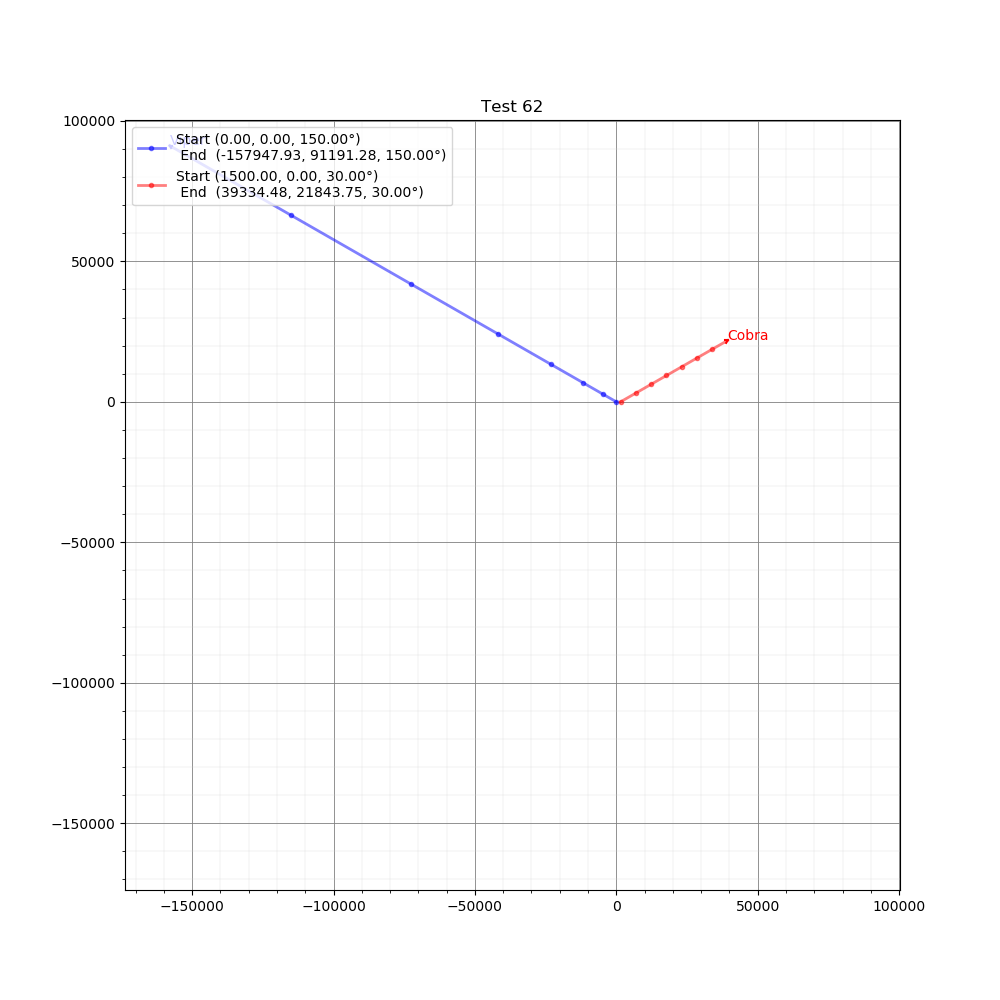 Test 62
Start (0.00, 0.00, 150.00°)
End (-157947.93, 91191.28, 150.00°)
Start (1500.00, 0.00, 30.00°)
End (39334.48, 21843.75, 30.00°)
Cobra
100000
50000
0
−50000
−100000
−150000
−150000
−100000
−50000
0
50000
100000